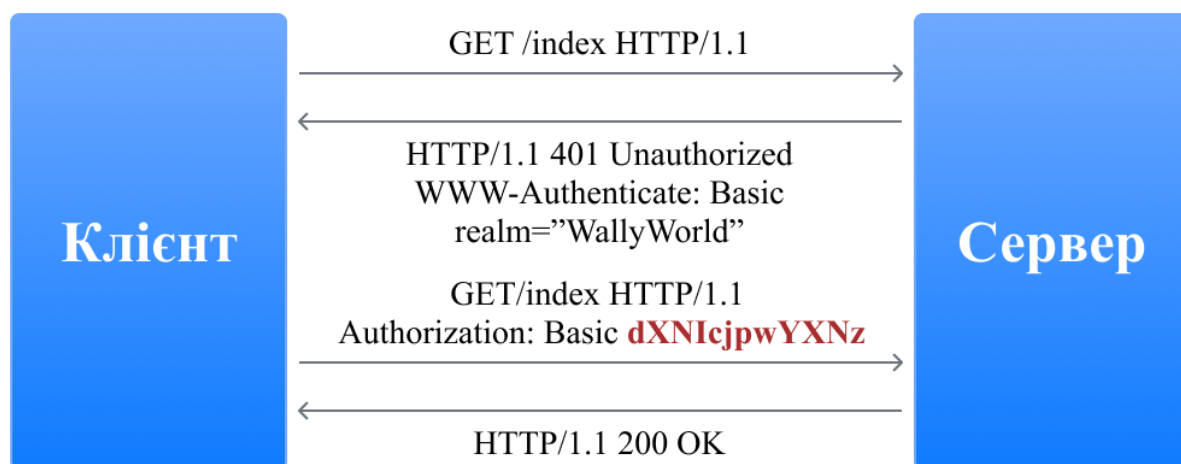 GET /index HTTP/1.1
HTTP/1.1 401 Unauthorized
WWW-Authenticate: Basic
realm=”WallyWorld”
Клієнт
Сервер
GET/index HTTP/1.1
Authorization: Basic dXNIcjpwYXNz
HTTP/1.1 200 OK